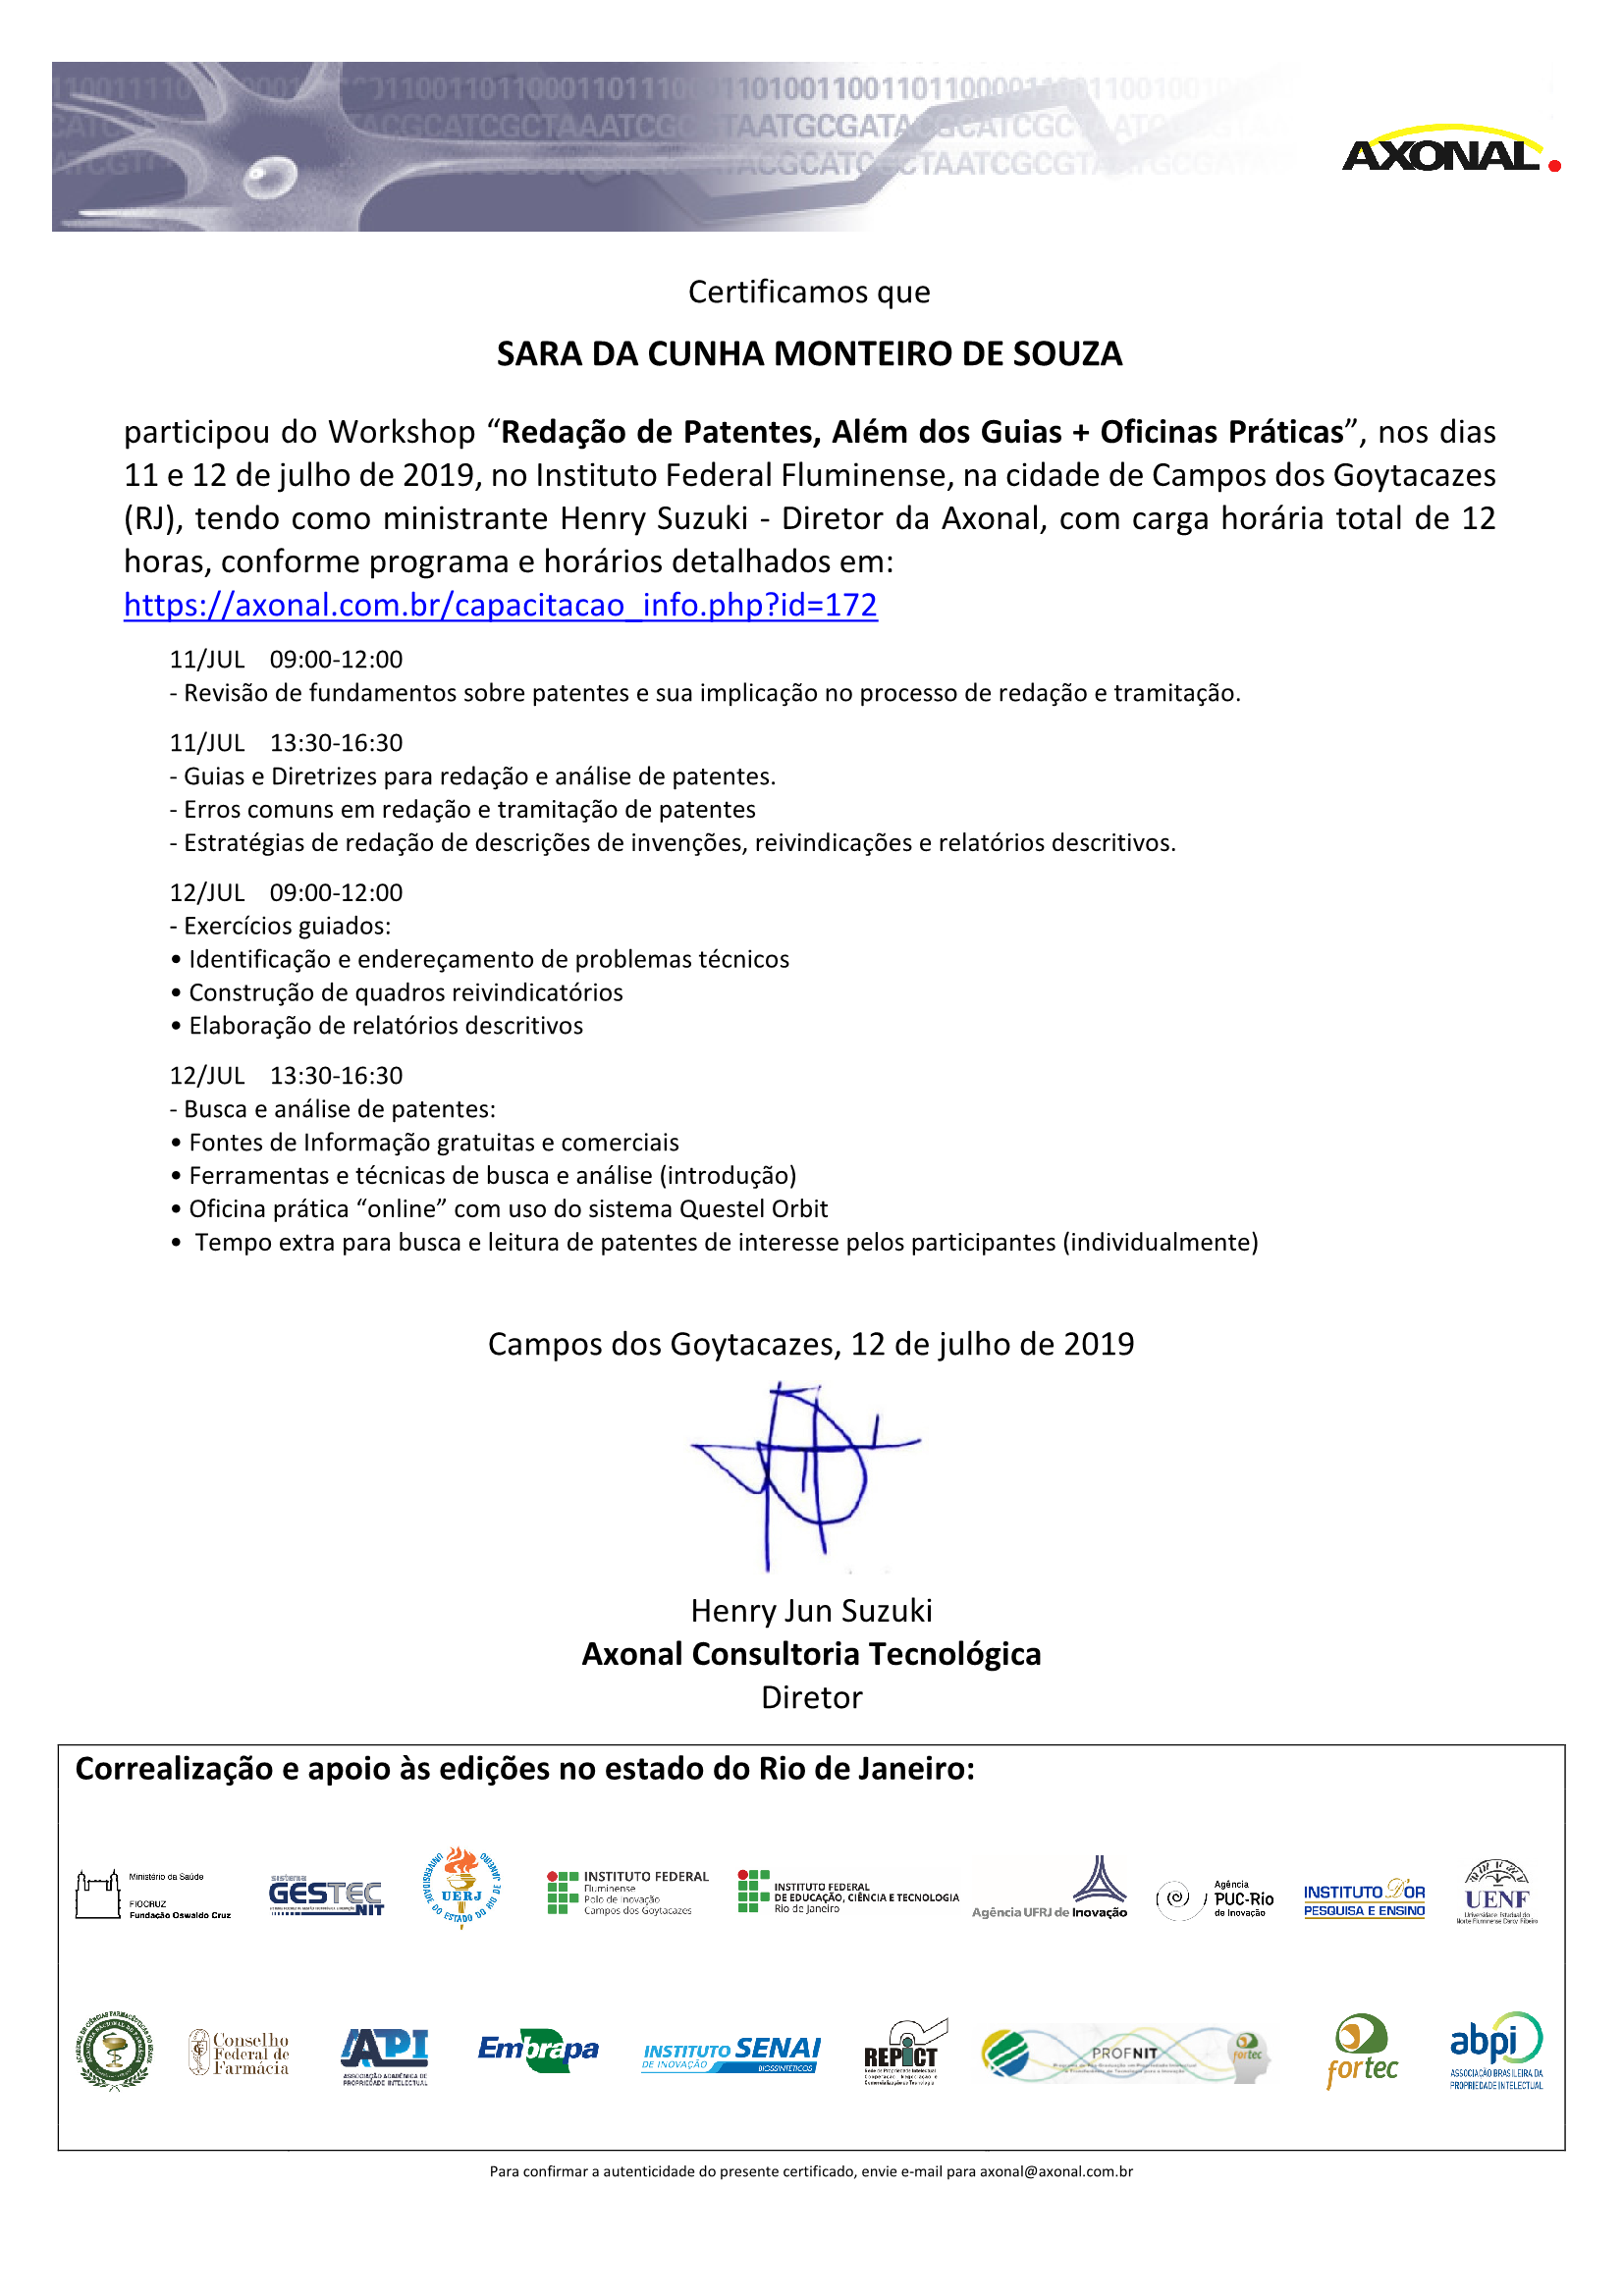 AXONAL.
Certificamos que
SARA DA CUNHA MONTEIRO DE SOUZA
participou do Workshop “Redação de Patentes, Além dos Guias + Oficinas Práticas”, nos dias
11 e 12 de julho de 2019, no Instituto Federal Fluminense, na cidade de Campos dos Goytacazes
(RJ), tendo como ministrante Henry Suzuki - Diretor da Axonal, com carga horária total de 12
horas, conforme programa e horários detalhados em:
https://axonal.com.br/capacitacao_info.php?id=172
11/JUL 09:00-12:00
- Revisão de fundamentos sobre patentes e sua implicação no processo de redação e tramitação.
11/JUL 13:30-16:30
- Guias e Diretrizes para redação e análise de patentes.
- Erros comuns em redação e tramitação de patentes
- Estratégias de redação de descrições de invenções, reivindicações e relatórios descritivos.
12/JUL 09:00-12:00
- Exercícios guiados:
• Identificação e endereçamento de problemas técnicos
• Construção de quadros reivindicatórios
• Elaboração de relatórios descritivos
12/JUL 13:30-16:30
- Busca e análise de patentes:
• Fontes de Informação gratuitas e comerciais
• Ferramentas e técnicas de busca e análise (introdução)
• Oficina prática “online” com uso do sistema Questel Orbit
• Tempo extra para busca e leitura de patentes de interesse pelos participantes (individualmente)
Campos dos Goytacazes, 12 de julho de 2019
Henry Jun Suzuki
Axonal Consultoria Tecnológica
Diretor
Correalização e apoio às edições no estado do Rio de Janeiro:
Ministério da Saúde
FIOCRUZ
Fundação Oswaldo Cruz
sistema
GESTEC
NIT
UNIVERSIDADE DO ESTADO DO RIO DE JANEIRO
UERJ
INSTITUTO FEDERAL
Fluminense
Polo de Inovação
Campos dos Goytacazes
INSTITUTO FEDERAL
DE EDUCAÇÃO, CIÊNCIA E TECNOLOGIA
Rio de Janeiro
Agência UFRJ de Inovação
Agência
PUC-Rio
de Inovação
INSTITUTO D'OR
PESQUISA E ENSINO
UENF
Universidade Estadual do
Norte Fluminense Darcy Ribeiro
Conselho
Federal de
Farmácia
API
ASSOCIAÇÃO ACADÊMICA DE
PROPRIEDADE INTELECTUAL
Embrapa
INSTITUTO SENAI
DE INOVAÇÃO
BIOSSINTÉTICOS
REPICT
PROFNIT
fortec
fortec
abpi
ASSOCIAÇÃO BRASILEIRA DA
PROPRIEDADE INTELECTUAL
Para confirmar a autenticidade do presente certificado, envie e-mail para axonal@axonal.com.br